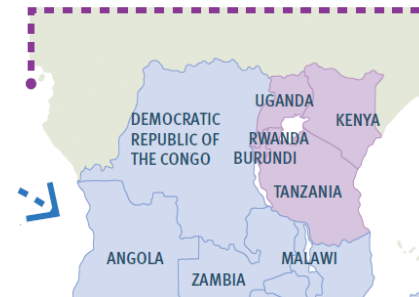 UGANDA
KENYA
DEMOCRATIC
REPUBLIC OF
THE CONGO
RWANDA
BURUNDI
TANZANIA
ANGOLA
MALAWI
ZAMBIA